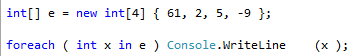 int[] e = new int[4] { 61, 2, 5, -9 };
foreach ( int x in e ) Console.WriteLine   (x );